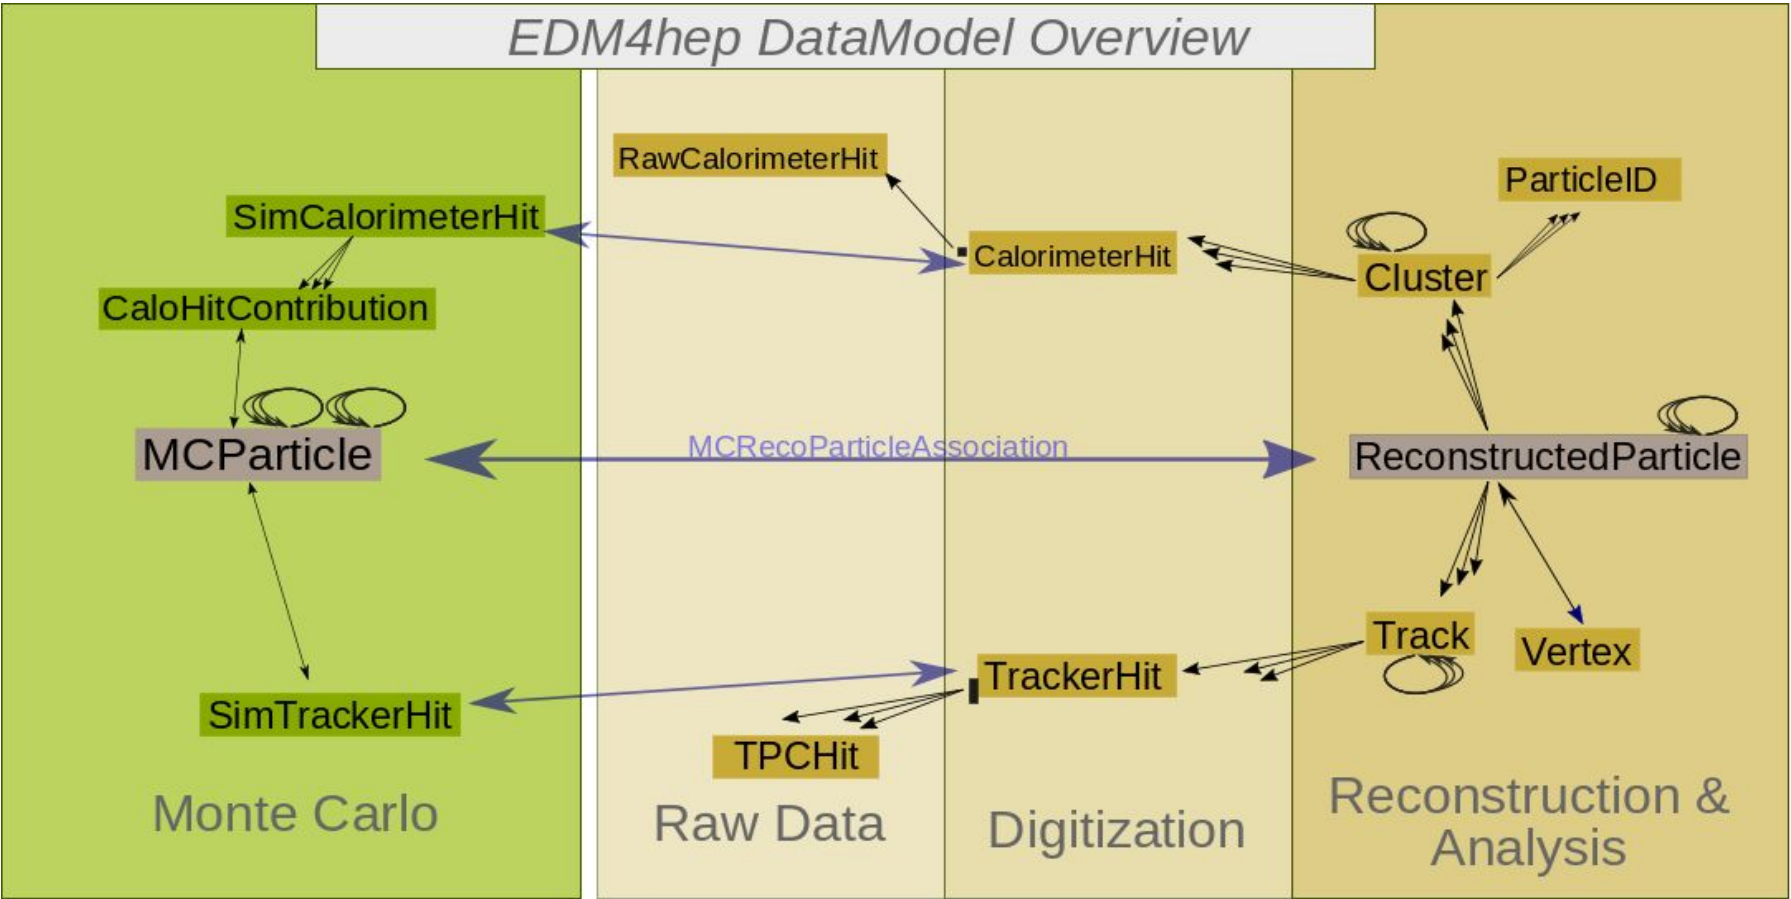 EDM4hep DataModel Overview
RawCalorimeterHit
ParticleID
SimCalorimeterHit
CalorimeterHit
Cluster
CaloHitContribution
MCParticle
MCRecoParticleAssociation
ReconstructedParticle
Track
Vertex
TrackerHit
SimTrackerHit
TPCHit
Monte Carlo
Raw Data
Digitization
Reconstruction &
Analysis